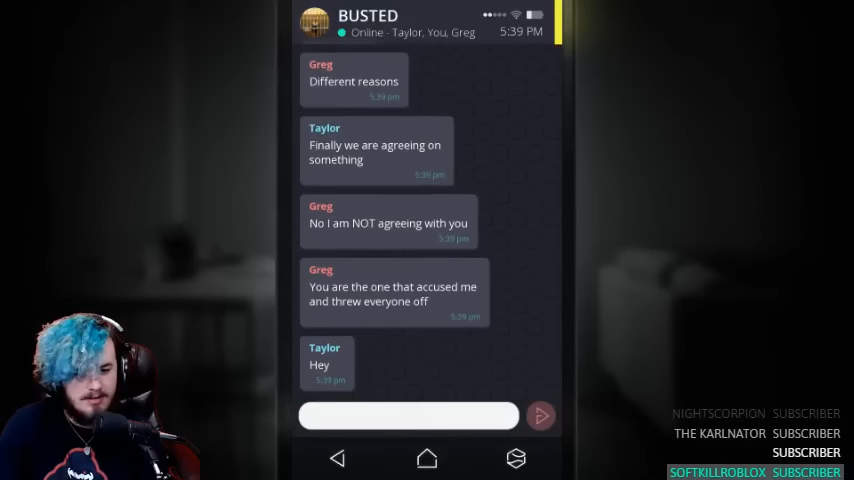 BUSTED
Online - Taylor, You, Greg
5:39 PM
Greg
Different reasons
5:39 pm
Taylor
Finally we are agreeing on
something
5:39 pm
Greg
No I am NOT agreeing with you
5:39 pm
Greg
You are the one that accused me
and threw everyone off
5:39 pm
Taylor
Hey
5:39 pm
NIGHTSCORPION SUBSCRIBER
THE KARLNATOR SUBSCRIBER
SUBSCRIBER
SOFTKILLROBLOX SUBSCRIBER